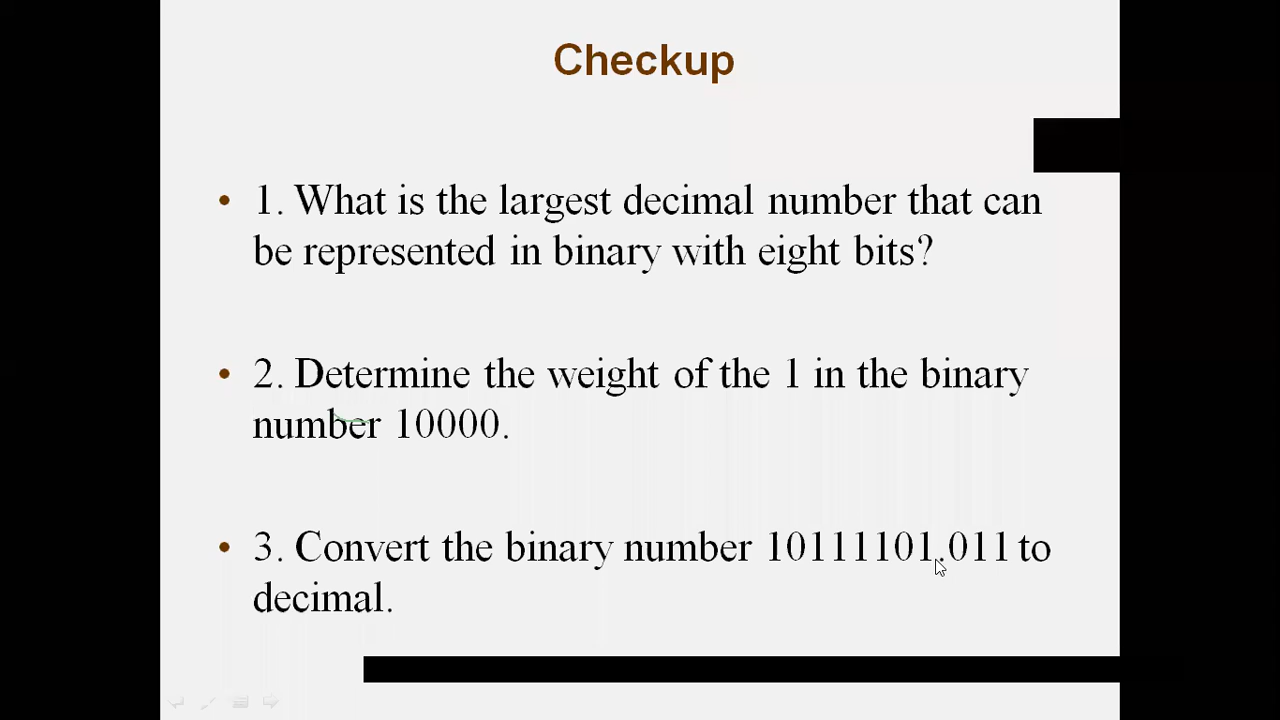 Checkup
• 1. What is the largest decimal number that can
be represented in binary with eight bits?
• 2. Determine the weight of the 1 in the binary
number 10000.
• 3. Convert the binary number 10111101.011 to
decimal.